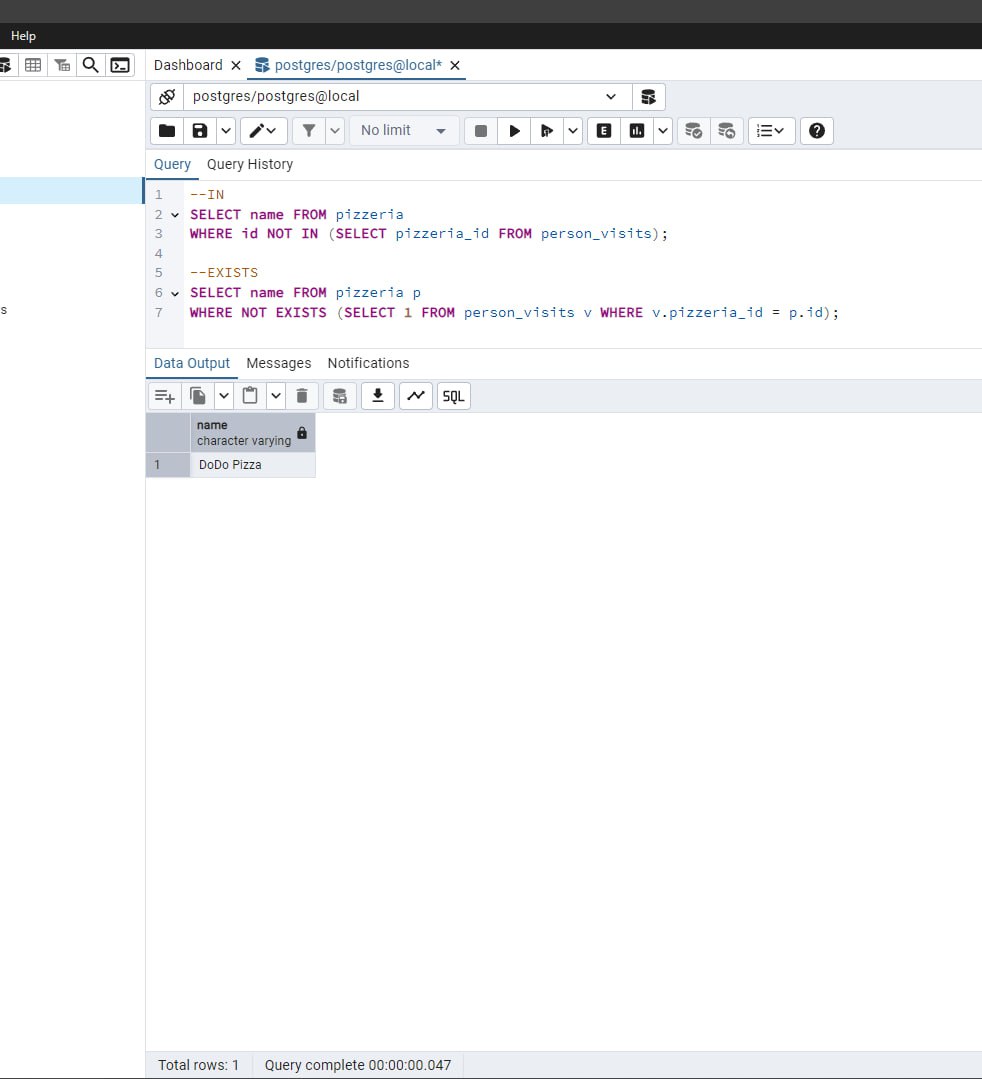 Help
Dashboard
postgres/postgres@local*
postgres/postgres@local
No limit
E
Query
Query History
1 --IN
2 SELECT name FROM pizzeria
3 WHERE id NOT IN (SELECT pizzeria_id FROM person_visits);
4
5 --EXISTS
6 SELECT name FROM pizzeria p
7 WHERE NOT EXISTS (SELECT 1 FROM person_visits v WHERE v.pizzeria_id = p.id);
s
Data Output
Messages
Notifications
SQL
name
character varying
1 DoDo Pizza
Total rows: 1
Query complete 00:00:00.047